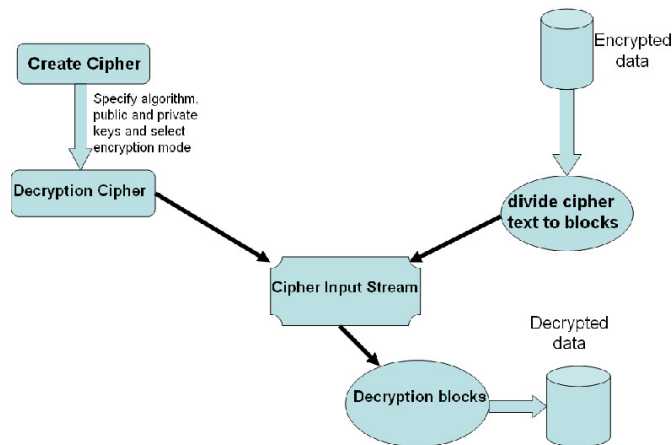 Create Cipher
Specify algorithm,
public and private
keys and select
encryption mode
Decryption Cipher
Encrypted
data
divide cipher
text to blocks
Cipher Input Stream
Decryption blocks
Decrypted
data